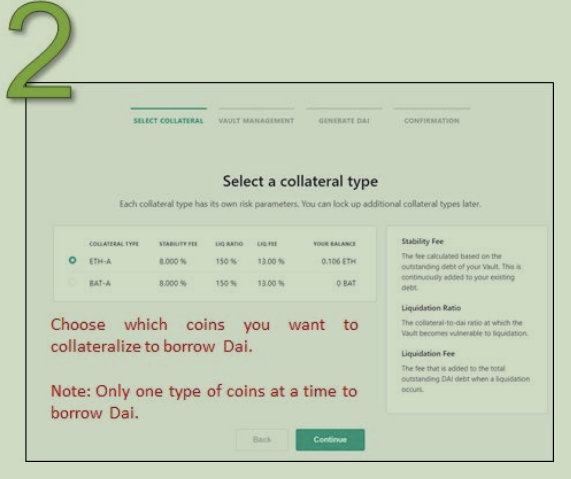 2
SELECT COLLATERAL VAULT MANAGEMENT GENERATE DAI CONFIRMATION
Select a collateral type
Each collateral type has its own risk parameters. You can lock up additional collateral types later.
COLLATERAL TYPE STABILITY FEE LIQ RATIO LIQ FEE YOUR BALANCE
ETH-A 8.000 % 150 % 13.00 % 0.106 ETH
BAT-A 8.000 % 150 % 13.00 % 0 BAT
Choose which coins you want to
collateralize to borrow Dai.
Note: Only one type of coins at a time to
borrow Dai.
Stability Fee
The fee calculated based on the
outstanding debt of your Vault. This is
continuously added to your existing
debt.
Liquidation Ratio
The collateral-to-dai ratio at which the
Vault becomes vulnerable to liquidation.
Liquidation Fee
The fee that is added to the total
outstanding DAI debt when a liquidation
occurs.
Back Continue